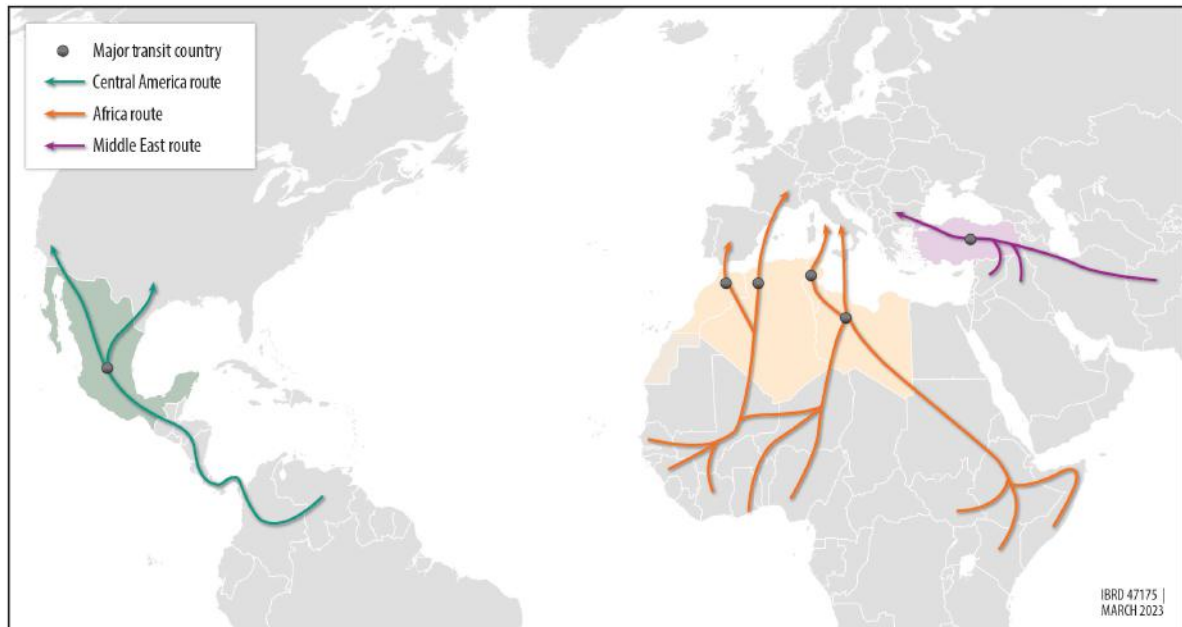 Major transit country
Central America route
Africa route
Middle East route
IBRD 47175 |
MARCH 2023